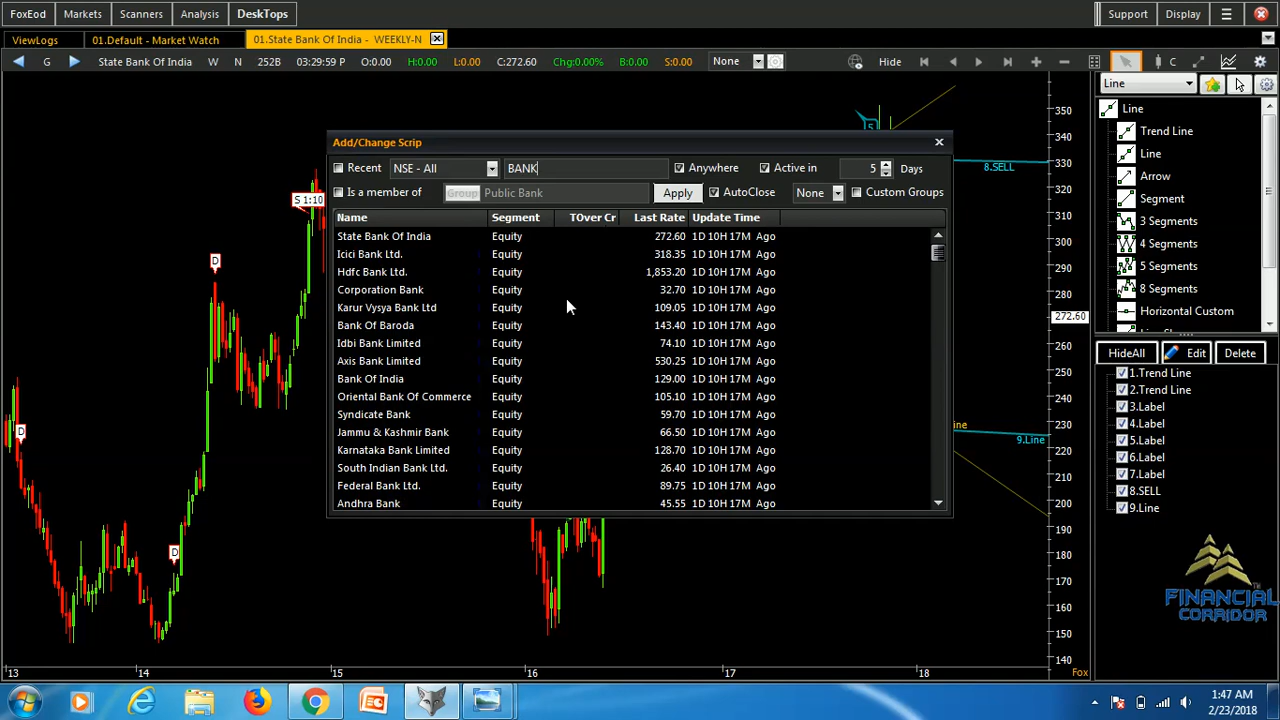 FoxEod Markets Scanners Analysis DeskTops Support Display
ViewLogs 01.Default - Market Watch 01.State Bank Of India - WEEKLY-N
G State Bank Of India W N 252B 03:29:59 P O:0.00 H:0.00 L:0.00 C:272.60 Chg:0.00% B:0.00 S:0.00 None Hide C
Line
Line
Trend Line
Line
Arrow
Segment
3 Segments
4 Segments
5 Segments
8 Segments
Horizontal Custom
HideAll Edit Delete
1.Trend Line
2.Trend Line
3.Label
4.Label
5.Label
6.Label
7.Label
8.SELL
9.Line
FINANCIAL
CORRIDOR
TM
Add/Change Scrip
Recent NSE - All BANK Anywhere Active in 5 Days
Is a member of Group Public Bank Apply AutoClose None Custom Groups
Name Segment TOver Cr Last Rate Update Time
State Bank Of India Equity 272.60 1D 10H 17M Ago
Icici Bank Ltd. Equity 318.35 1D 10H 17M Ago
Hdfc Bank Ltd. Equity 1,853.20 1D 10H 17M Ago
Corporation Bank Equity 32.70 1D 10H 17M Ago
Karur Vysya Bank Ltd Equity 109.05 1D 10H 17M Ago
Bank Of Baroda Equity 143.40 1D 10H 17M Ago
Idbi Bank Limited Equity 74.10 1D 10H 17M Ago
Axis Bank Limited Equity 530.25 1D 10H 17M Ago
Bank Of India Equity 129.00 1D 10H 17M Ago
Oriental Bank Of Commerce Equity 105.10 1D 10H 17M Ago
Syndicate Bank Equity 59.70 1D 10H 17M Ago
Jammu & Kashmir Bank Equity 66.50 1D 10H 17M Ago
Karnataka Bank Limited Equity 128.70 1D 10H 17M Ago
South Indian Bank Ltd. Equity 26.40 1D 10H 17M Ago
Federal Bank Ltd. Equity 89.75 1D 10H 17M Ago
Andhra Bank Equity 45.55 1D 10H 17M Ago
5
8.SELL
ine
9.Line
S 1:10
D
D
D
350
340
330
320
310
300
290
280
272.60
260
250
240
230
220
210
200
190
180
170
160
150
140
13 14 15 16 17 18 Fox
1:47 AM
2/23/2018